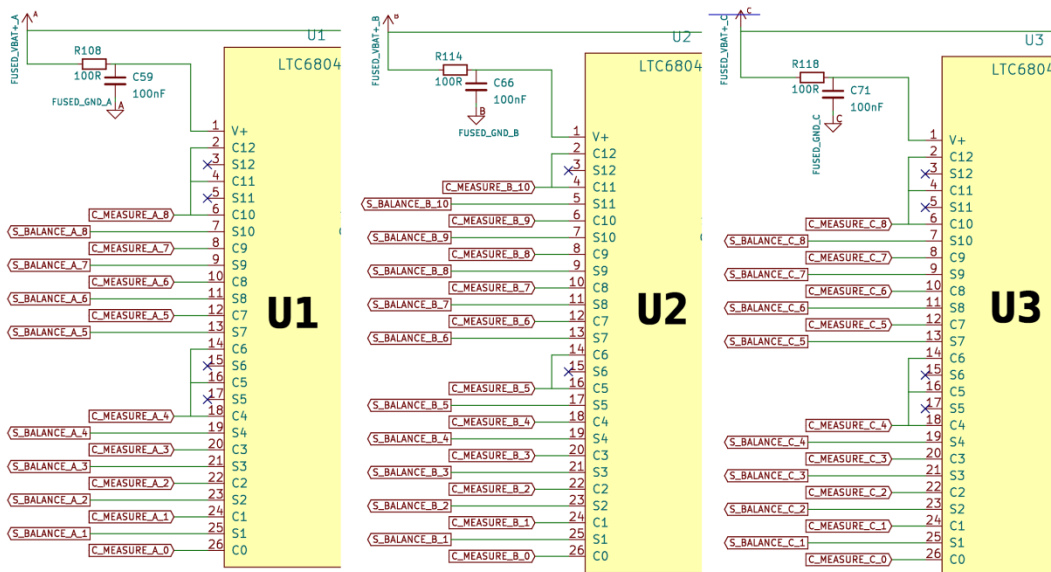 A
FUSED_VBAT+_A
R108
100R
C59
100nF
FUSED_GND_A
A
U1
LTC6804
1 V+
2 C12
3 S12
4 C11
5 S11
C_MEASURE_A_8 6 C10
S_BALANCE_A_8 7 S10
C_MEASURE_A_7 8 C9
S_BALANCE_A_7 9 S9
C_MEASURE_A_6 10 C8
S_BALANCE_A_6 11 S8
C_MEASURE_A_5 12 C7
S_BALANCE_A_5 13 S7
14 C6
15 S6
16 C5
17 S5
C_MEASURE_A_4 18 C4
S_BALANCE_A_4 19 S4
C_MEASURE_A_3 20 C3
S_BALANCE_A_3 21 S3
C_MEASURE_A_2 22 C2
S_BALANCE_A_2 23 S2
C_MEASURE_A_1 24 C1
S_BALANCE_A_1 25 S1
C_MEASURE_A_0 26 C0
U1
B
FUSED_VBAT+_B
R114
100R
C66
100nF
B
FUSED_GND_B
U2
LTC6804
1 V+
2 C12
3 S12
C_MEASURE_B_10 4 C11
S_BALANCE_B_10 5 S11
C_MEASURE_B_9 6 C10
S_BALANCE_B_9 7 S10
C_MEASURE_B_8 8 C9
S_BALANCE_B_8 9 S9
C_MEASURE_B_7 10 C8
S_BALANCE_B_7 11 S8
C_MEASURE_B_6 12 C7
S_BALANCE_B_6 13 S7
14 C6
15 S6
C_MEASURE_B_5 16 C5
S_BALANCE_B_5 17 S5
C_MEASURE_B_4 18 C4
S_BALANCE_B_4 19 S4
C_MEASURE_B_3 20 C3
S_BALANCE_B_3 21 S3
C_MEASURE_B_2 22 C2
S_BALANCE_B_2 23 S2
C_MEASURE_B_1 24 C1
S_BALANCE_B_1 25 S1
C_MEASURE_B_0 26 C0
U2
C
FUSED_VBAT+_C
R118
100R
C71
100nF
C
FUSED_GND_C
U3
LTC6804
1 V+
2 C12
3 S12
4 C11
5 S11
C_MEASURE_C_8 6 C10
S_BALANCE_C_8 7 S10
C_MEASURE_C_7 8 C9
S_BALANCE_C_7 9 S9
C_MEASURE_C_6 10 C8
S_BALANCE_C_6 11 S8
C_MEASURE_C_5 12 C7
S_BALANCE_C_5 13 S7
14 C6
15 S6
16 C5
17 S5
C_MEASURE_C_4 18 C4
S_BALANCE_C_4 19 S4
C_MEASURE_C_3 20 C3
S_BALANCE_C_3 21 S3
C_MEASURE_C_2 22 C2
S_BALANCE_C_2 23 S2
C_MEASURE_C_1 24 C1
S_BALANCE_C_1 25 S1
C_MEASURE_C_0 26 C0
U3